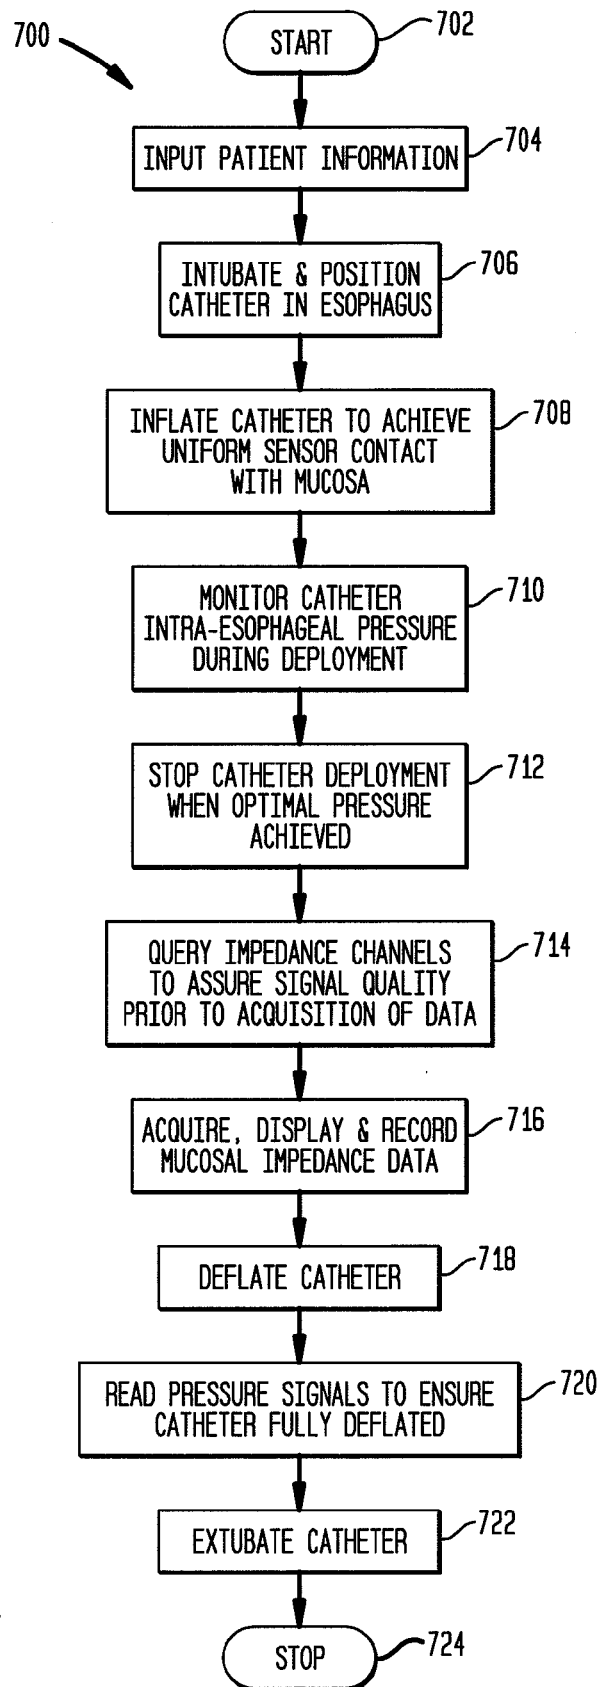 700
START
702
INPUT PATIENT INFORMATION
704
INTUBATE & POSITION
CATHETER IN ESOPHAGUS
706
INFLATE CATHETER TO ACHIEVE
UNIFORM SENSOR CONTACT
WITH MUCOSA
708
MONITOR CATHETER
INTRA-ESOPHAGEAL PRESSURE
DURING DEPLOYMENT
710
STOP CATHETER DEPLOYMENT
WHEN OPTIMAL PRESSURE
ACHIEVED
712
QUERY IMPEDANCE CHANNELS
TO ASSURE SIGNAL QUALITY
PRIOR TO ACQUISITION OF DATA
714
ACQUIRE, DISPLAY & RECORD
MUCOSAL IMPEDANCE DATA
716
DEFLATE CATHETER
718
READ PRESSURE SIGNALS TO ENSURE
CATHETER FULLY DEFLATED
720
EXTUBATE CATHETER
722
STOP
724